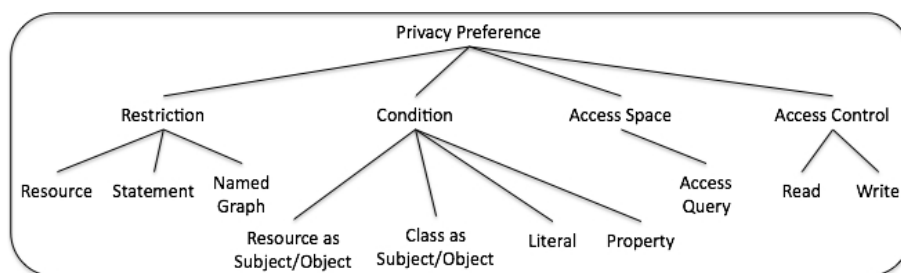 Privacy Preference
Restriction
Condition
Access Space
Access Control
Resource
Statement
Named
Graph
Resource as
Subject/Object
Class as
Subject/Object
Literal
Property
Access
Query
Read
Write